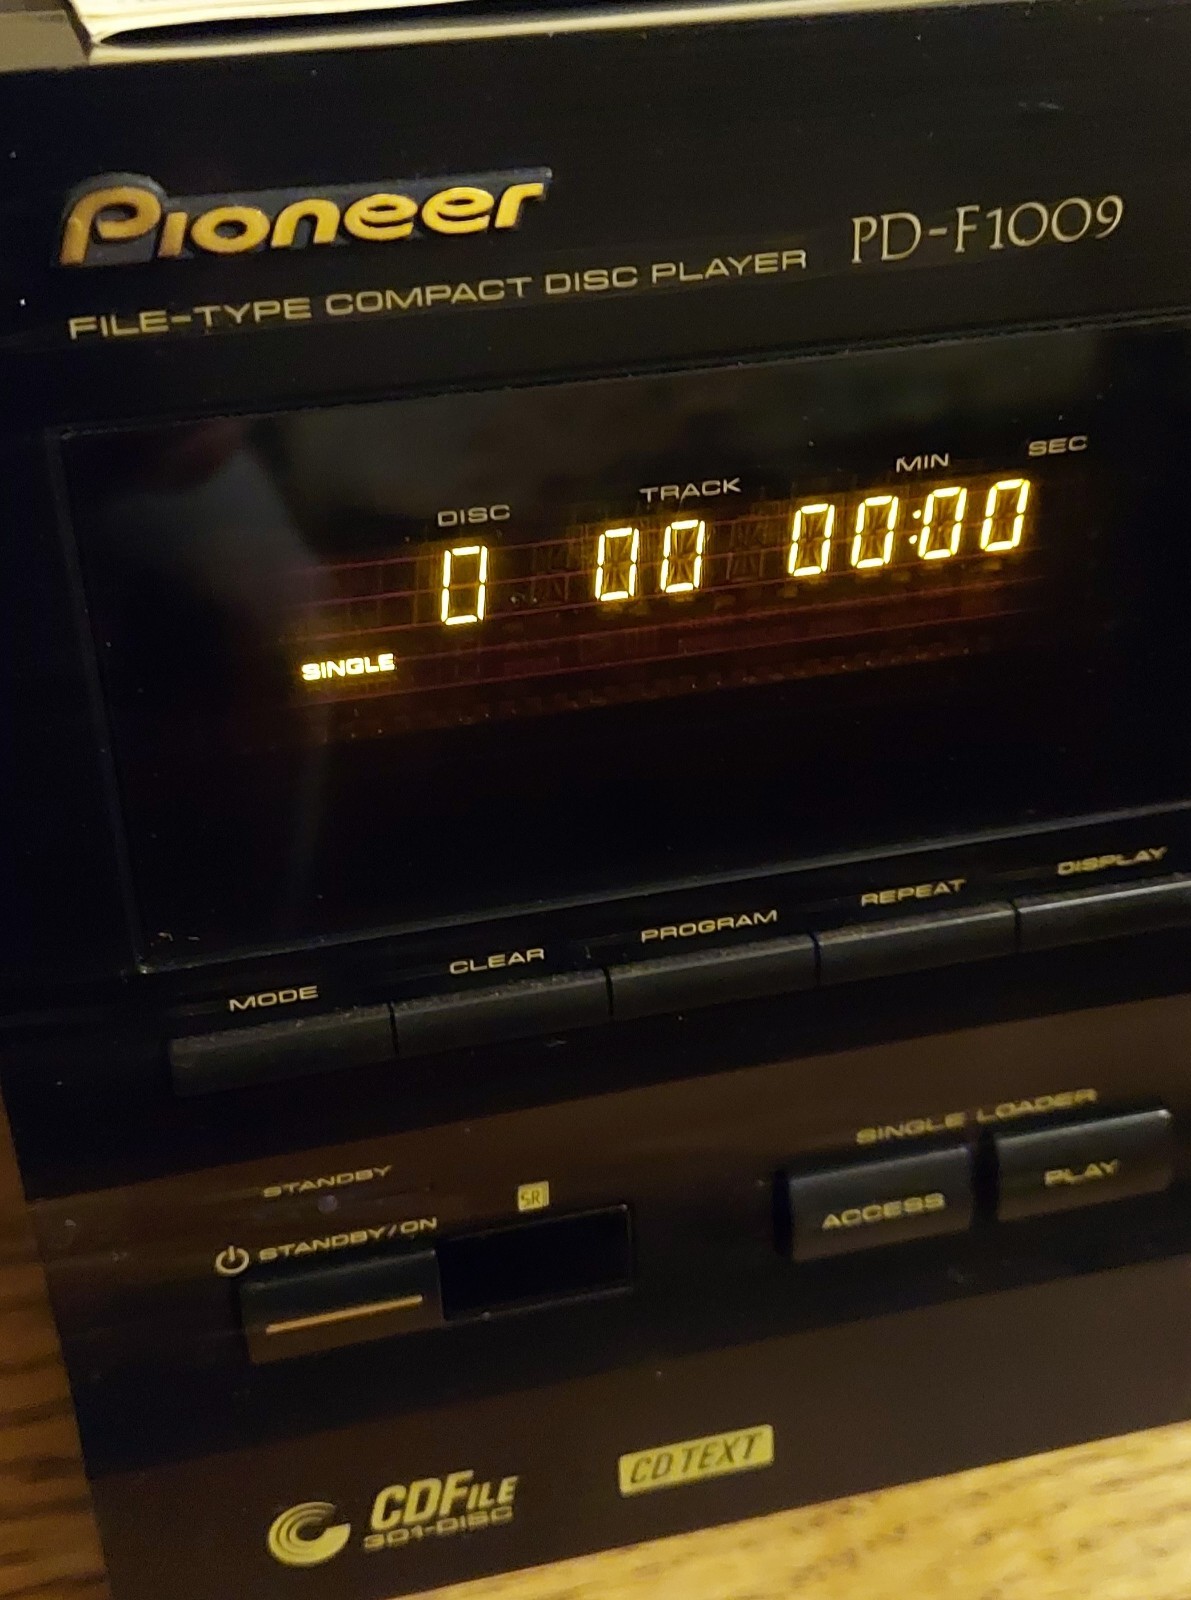 Pioneer
PD-F1009
FILE-TYPE COMPACT DISC PLAYER
DISC TRACK MIN SEC
0 00 00:00
SINGLE
MODE CLEAR PROGRAM REPEAT DISPLAY
SINGLE LOADER
ACCESS PLAY
STANDBY
SR
STANDBY/ON
CD TEXT
CDFILE
301-DISC